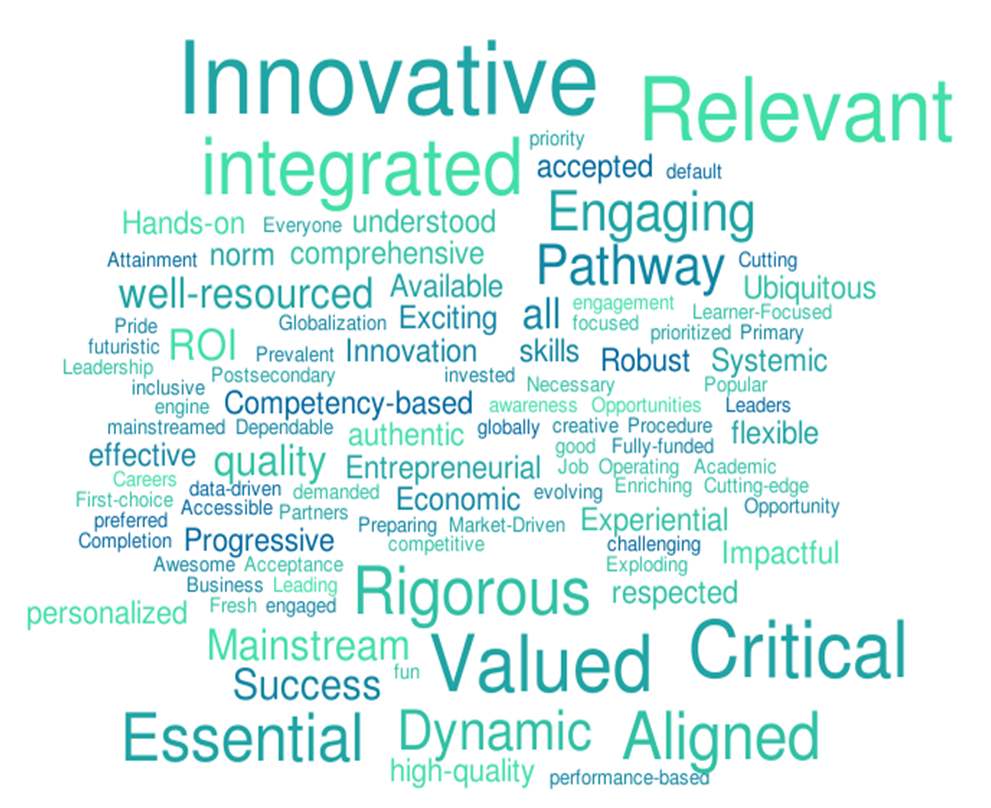 Innovative
Relevant
integrated
priority
accepted default
Engaging
Hands-on Everyone understood
Attainment norm comprehensive
Pathway Cutting
well-resourced Available
Ubiquitous
engagement
Learner-Focused
Pride
Globalization Exciting all focused
prioritized Primary
futuristic ROI Prevalent Innovation skills Robust Systemic
Leadership
Postsecondary invested
inclusive
Necessary Popular
engine Competency-based awareness Opportunities Leaders
mainstreamed Dependable authentic globally creative Procedure flexible
good Fully-funded
effective quality Entrepreneurial Job Operating Academic
Careers
data-driven demanded Economic evolving Enriching Cutting-edge
First-choice Accessible Partners
Opportunity
preferred
Preparing Market-Driven Experiential
Completion Progressive competitive challenging Impactful
Awesome Acceptance
Exploding
Business Leading Rigorous respected
personalized Fresh engaged
Mainstream fun Valued Critical
Success
Essential Dynamic Aligned
high-quality performance-based